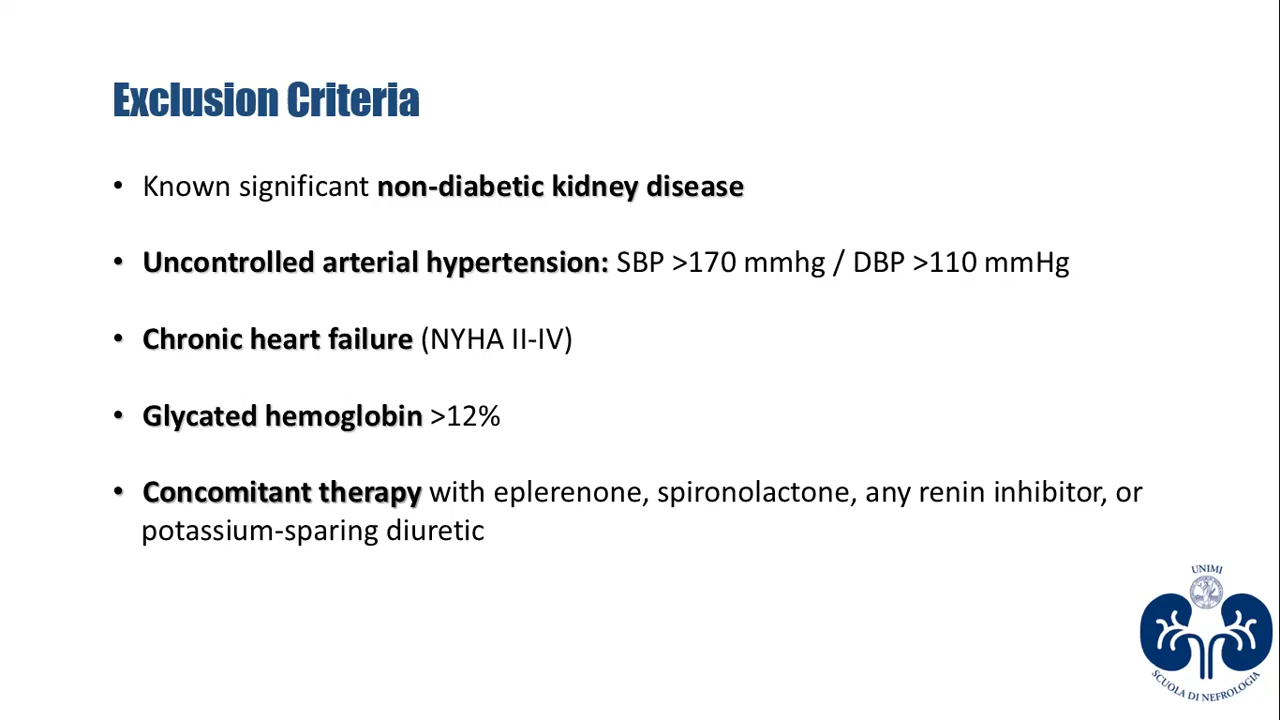 Exclusion Criteria
• Known significant non-diabetic kidney disease
• Uncontrolled arterial hypertension: SBP >170 mmhg / DBP >110 mmHg
• Chronic heart failure (NYHA II-IV)
• Glycated hemoglobin >12%
• Concomitant therapy with eplerenone, spironolactone, any renin inhibitor, or
potassium-sparing diuretic
UNIMI
SCUOLA DI NEFROLOGIA